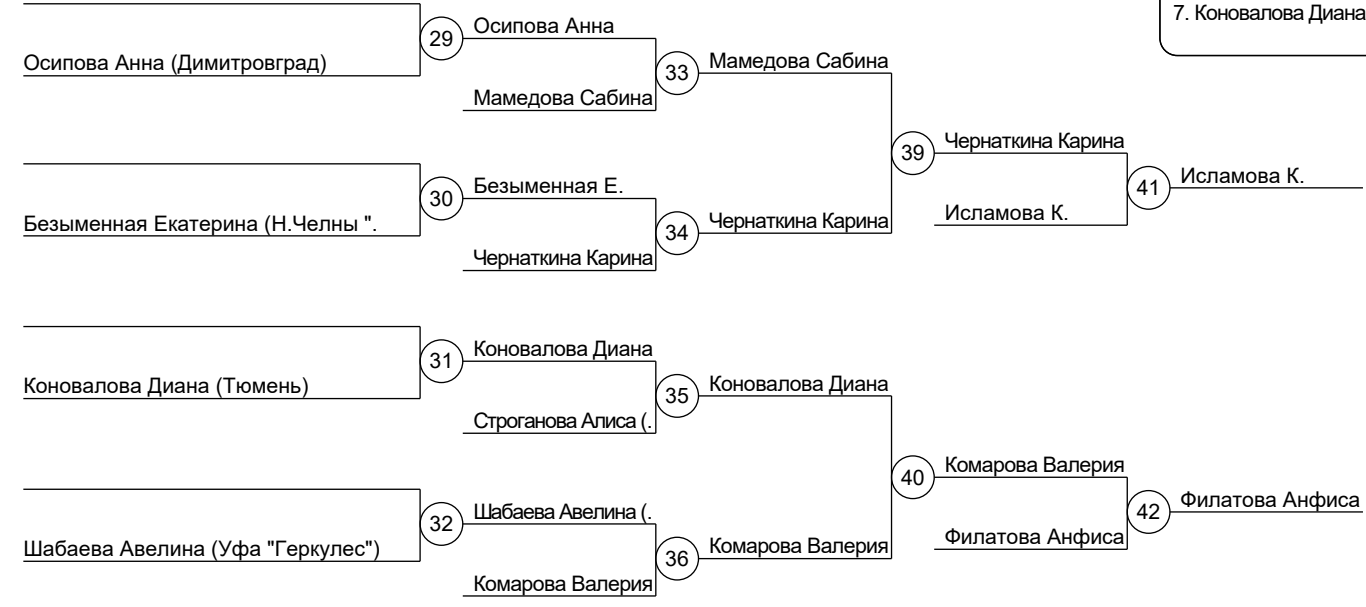 7. Коновалова Диана
29
Осипова Анна
Осипова Анна (Димитровград)
33
Мамедова Сабина
Мамедова Сабина
39
Чернаткина Карина
30
Безыменная Е.
41
Исламова К.
Исламова К.
Безыменная Екатерина (Н.Челны ".
34
Чернаткина Карина
Чернаткина Карина
31
Коновалова Диана
Коновалова Диана (Тюмень)
35
Коновалова Диана
Строганова Алиса (.
40
Комарова Валерия
32
Шабаева Авелина (.
42
Филатова Анфиса
Филатова Анфиса
Шабаева Авелина (Уфа "Геркулес")
36
Комарова Валерия
Комарова Валерия